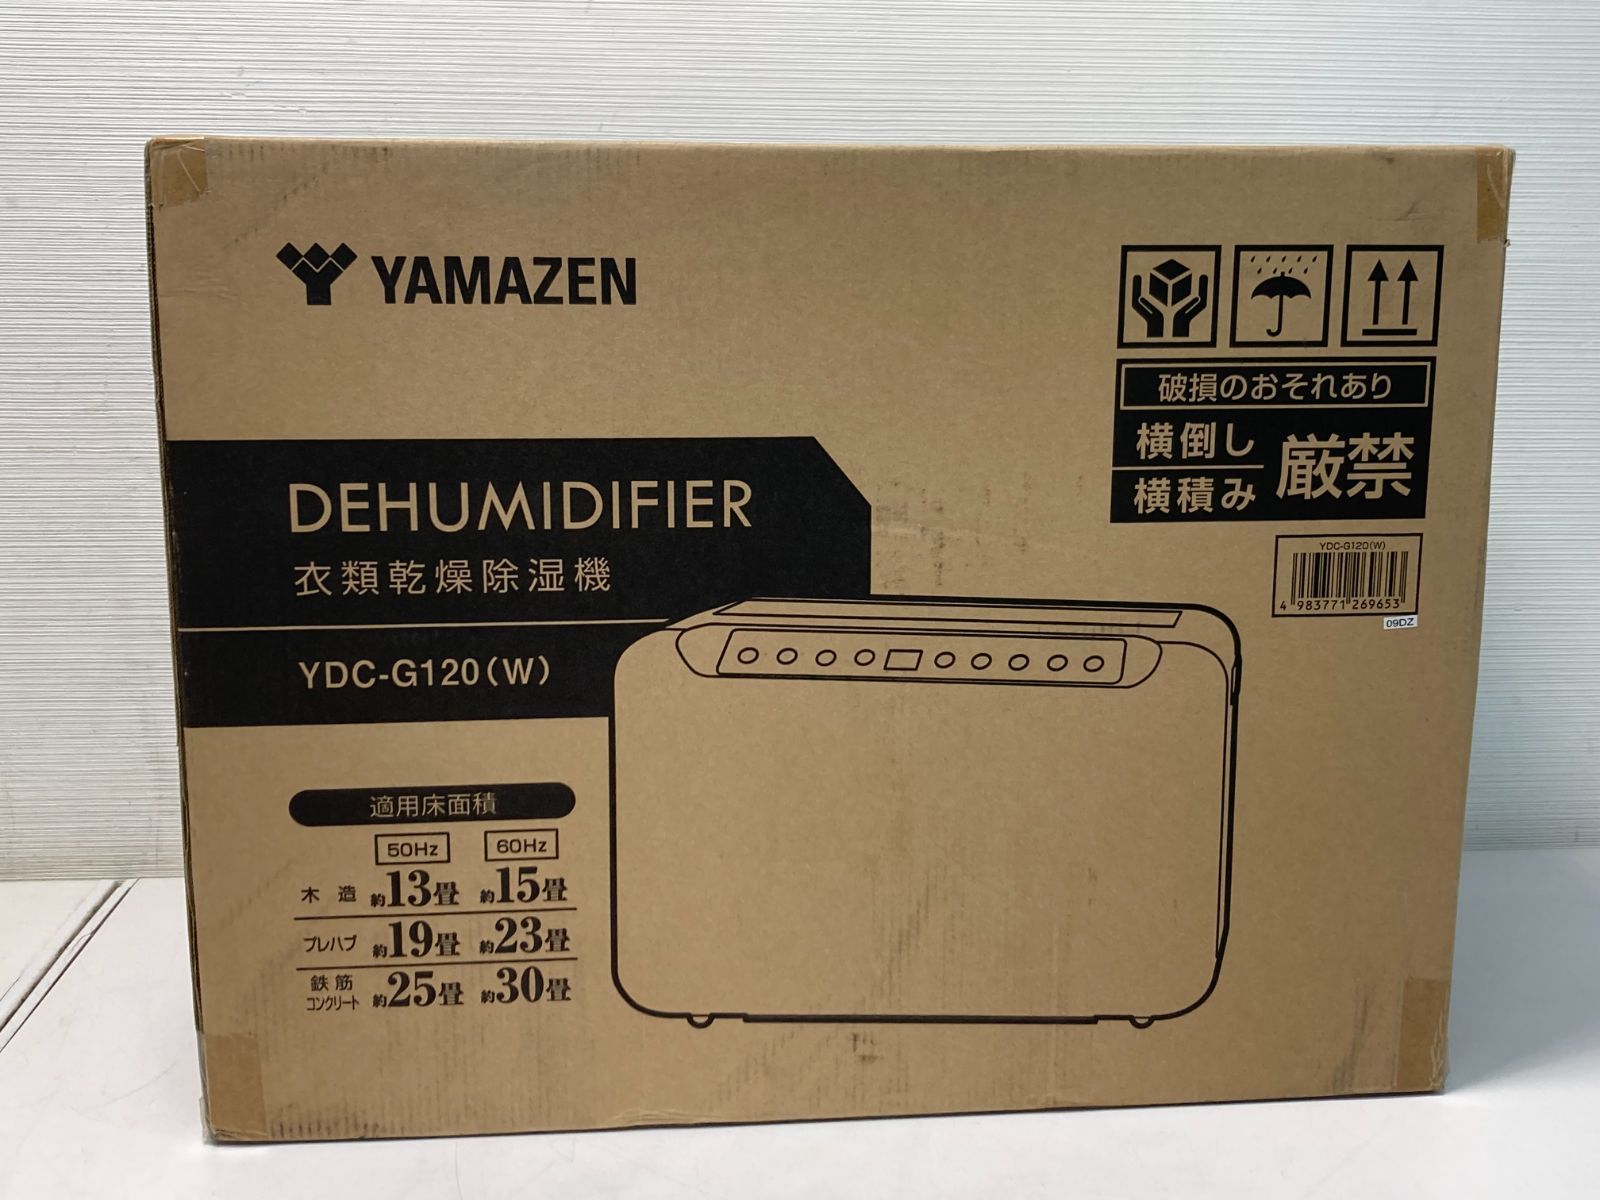 YAMAZEN
破損のおそれあり
横倒し
横積み
厳禁
YDC-G120(W)
4 983771 269653
09DZ
DEHUMIDIFIER
衣類乾燥除湿機
YDC-G120(W)
適用床面積
50Hz 60Hz
木造 約13畳 約15畳
プレハブ 約19畳 約23畳
鉄筋
コンクリート 約25畳 約30畳